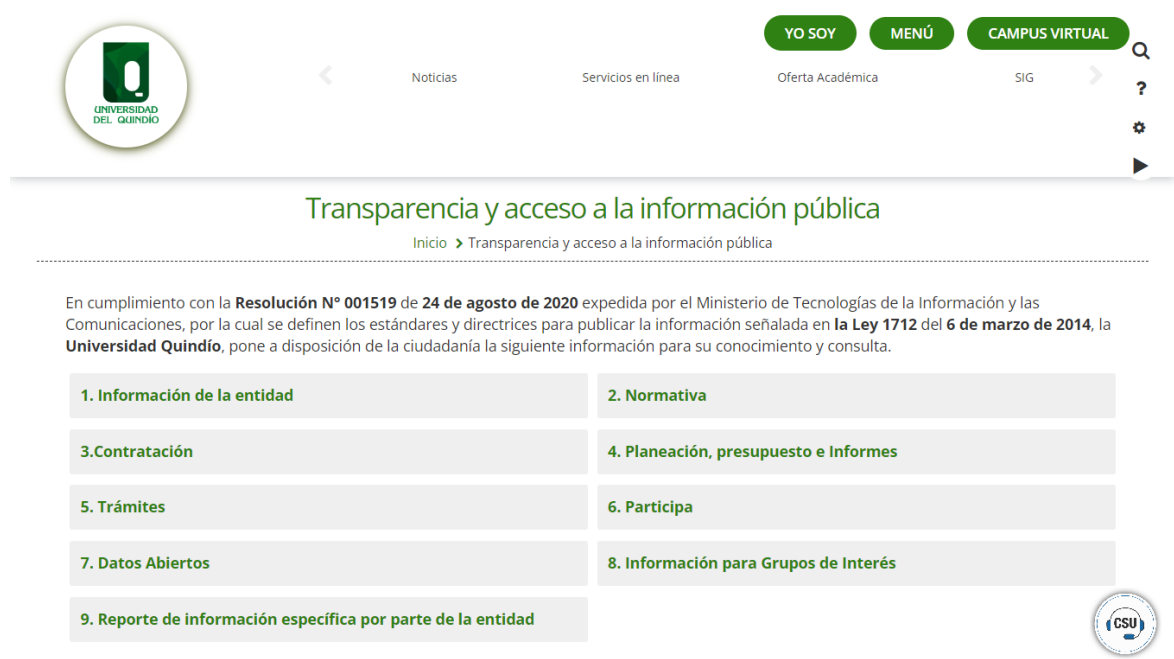 YO SOY
MENÚ
CAMPUS VIRTUAL
UNIVERSIDAD
DEL QUINDÍO
Noticias
Servicios en línea
Oferta Académica
SIG
?
Transparencia y acceso a la información pública
Inicio > Transparencia y acceso a la información pública
En cumplimiento con la Resolución N° 001519 de 24 de agosto de 2020 expedida por el Ministerio de Tecnologías de la Información y las
Comunicaciones, por la cual se definen los estándares y directrices para publicar la información señalada en la Ley 1712 del 6 de marzo de 2014, la
Universidad Quindío, pone a disposición de la ciudadanía la siguiente información para su conocimiento y consulta.
1. Información de la entidad
2. Normativa
3.Contratación
4. Planeación, presupuesto e Informes
5. Trámites
6. Participa
7. Datos Abiertos
8. Información para Grupos de Interés
9. Reporte de información específica por parte de la entidad
CSU